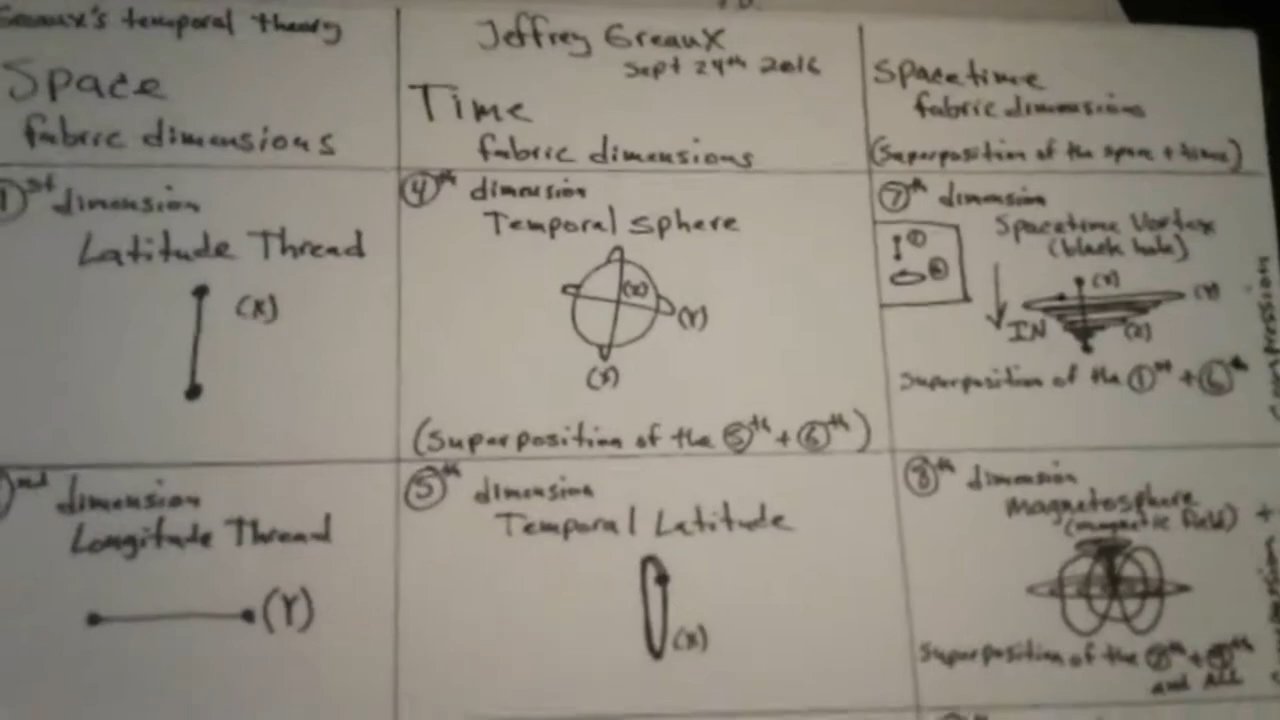 Greaux's temporal theory
Space
fabric dimensions
Jeffrey Greaux
Sept 24th 2016
Time
fabric dimensions
Spacetime
fabric dimensions
(Superposition of the space + time)
1st dimension
Latitude Thread
(X)
4th dimension
Temporal Sphere
(X)
(Y)
(X)
(Superposition of the 5th + 6th)
7th dimension
Spacetime Vortex
(black hole)
IN
(X)
(Y)
(Z)
Superposition of the 1st + 6th
nd dimension
Longitude Thread
(Y)
5th dimension
Temporal Latitude
(X)
8th dimension
Magnetosphere
(magnetic field)
+
Superposition of the
and ALL